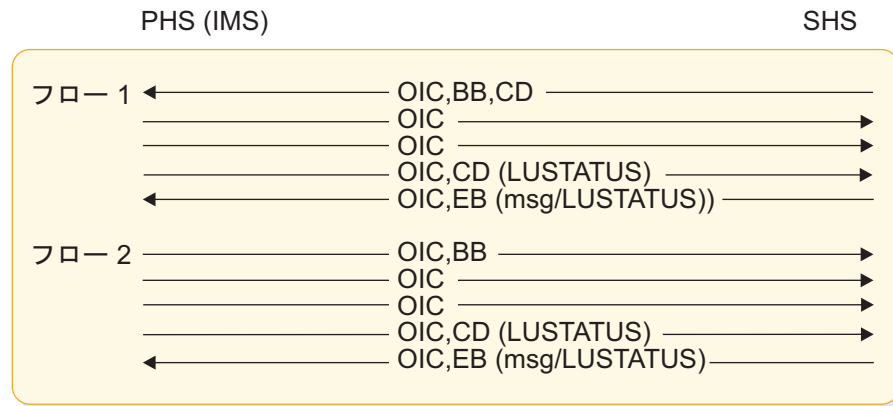 PHS (IMS) SHS
フロー 1 OIC,BB,CD
OIC
OIC
OIC,CD (LUSTATUS)
OIC,EB (msg/LUSTATUS))
フロー 2 OIC,BB
OIC
OIC
OIC,CD (LUSTATUS)
OIC,EB (msg/LUSTATUS)